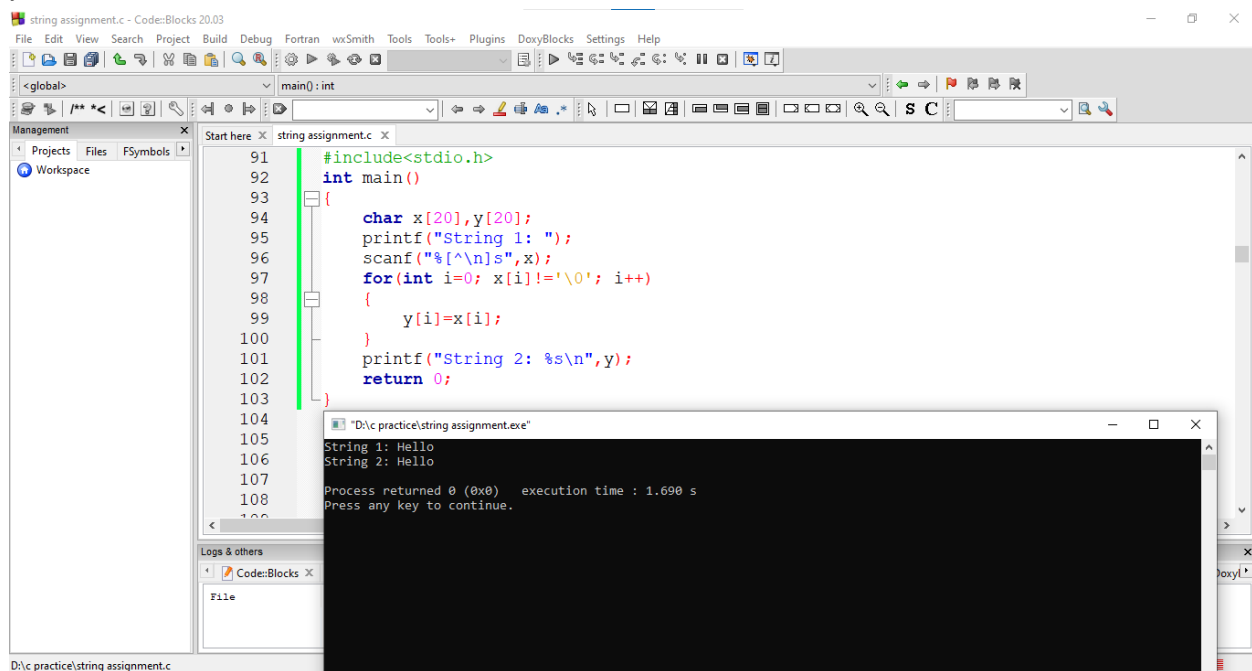 string assignment.c - Code::Blocks 20.03
File Edit View Search Project Build Debug Fortran wxSmith Tools Tools+ Plugins DoxyBlocks Settings Help
<global> main() : int
/** *< S C
Management
Projects Files FSymbols
Workspace
Start here string assignment.c
91 #include<stdio.h>
92 int main()
93 {
94 char x[20],y[20];
95 printf("String 1: ");
96 scanf("%[^\n]s",x);
97 for(int i=0; x[i]!='\0'; i++)
98 {
99 y[i]=x[i];
100 }
101 printf("String 2: %s\n",y);
102 return 0;
103 }
104
105
106
107
108
109
"D:\c practice\string assignment.exe"
String 1: Hello
String 2: Hello
Process returned 0 (0x0) execution time : 1.690 s
Press any key to continue.
Logs & others
Code::Blocks
File
D:\c practice\string assignment.c